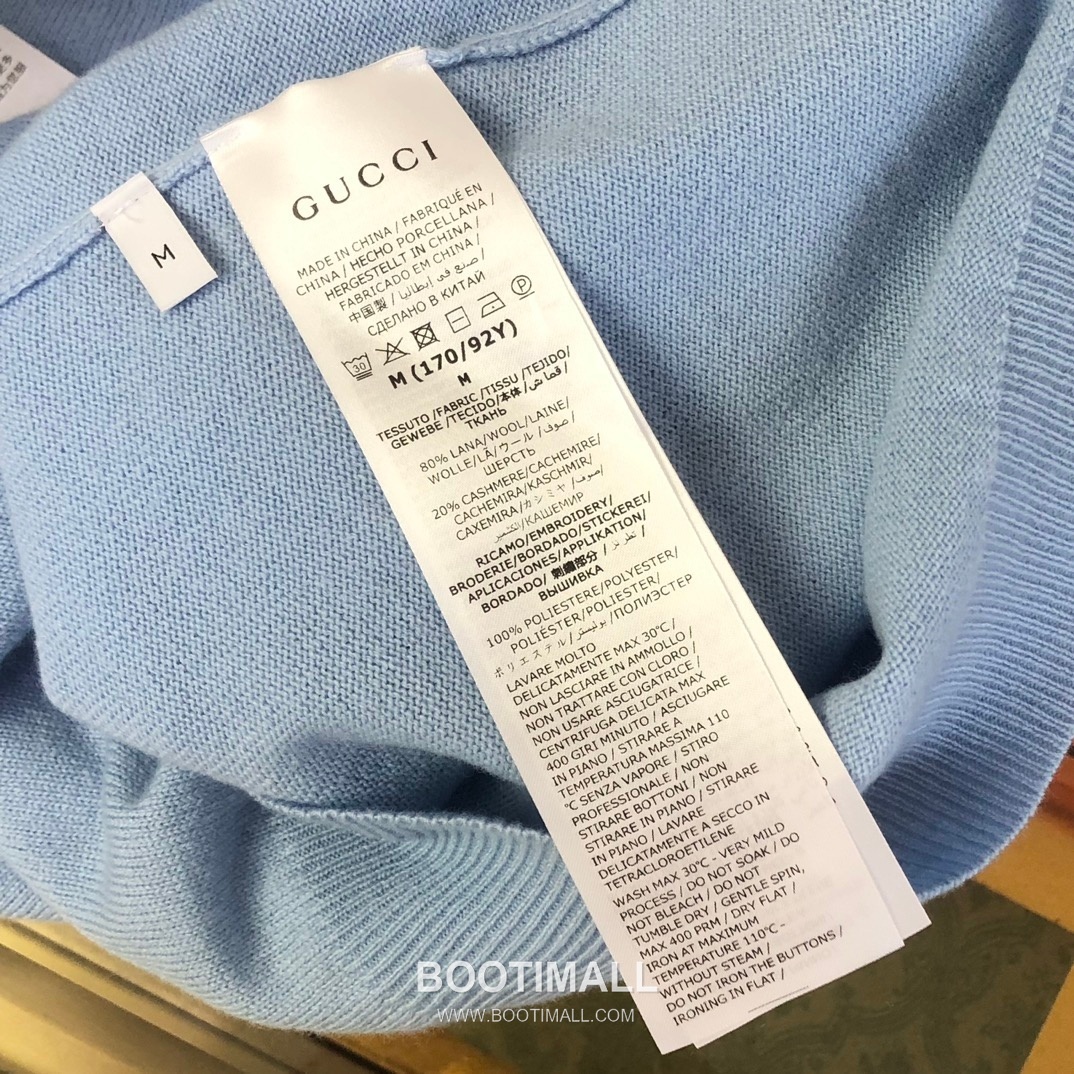 GUCCI
MADE IN CHINA / FABRIQUÉ EN
CHINA / HECHO PORCELLANA /
HERGESTELLT IN CHINA /
FABRICADO EM CHINA /
中国製 / صنع في إيطاليا /
СДЕЛАНО В КИТАЙ
30
P
M (170/92Y)
M
TESSUTO /FABRIC /TISSU /TEJIDO/
GEWEBE /TECIDO/本体 /قماش/
ТКАНЬ
80% LANA/WOOL/LAINE/
WOLLE/LÃ/ウール /صوف/
ШЕРСТЬ
20% CASHMERE/CACHEMIRE/
CACHEMIRA/KASCHMIR/
CAXEMIRA/カシミヤ /صوف/
/КАШЕМИР
RICAMO/EMBROIDERY/
BRODERIE/BORDADO/STICKEREI/
APLICACIONES/APPLIKATION/
BORDADO/ 刺繍部分 / تطريز /
ВЫШИВКА
100% POLIESTERE/POLYESTER/
POLIÉSTER/POLIESTER/
ポリエステル/ بوليستر /ПОЛИЭСТЕР
LAVARE MOLTO
DELICATAMENTE MAX 30°C /
NON LASCIARE IN AMMOLLO /
NON TRATTARE CON CLORO /
NON USARE ASCIUGATRICE /
CENTRIFUGA DELICATA MAX
400 GIRI MINUTO / ASCIUGARE
IN PIANO / STIRARE A
TEMPERATURA MASSIMA 110
°C SENZA VAPORE / STIRO
PROFESSIONALE / NON
STIRARE BOTTONI / NON
STIRARE IN PIANO / STIRARE
IN PIANO / LAVARE
DELICATAMENTE A SECCO IN
TETRACLOROETILENE
WASH MAX 30°C - VERY MILD
PROCESS / DO NOT SOAK / DO
NOT BLEACH / DO NOT
TUMBLE DRY / GENTLE SPIN,
MAX 400 PRM / DRY FLAT /
IRON AT MAXIMUM
TEMPERATURE 110°C -
WITHOUT STEAM /
DO NOT IRON THE BUTTONS /
IRONING IN FLAT /
M
BOOTIMALL
WWW.BOOTIMALL.COM